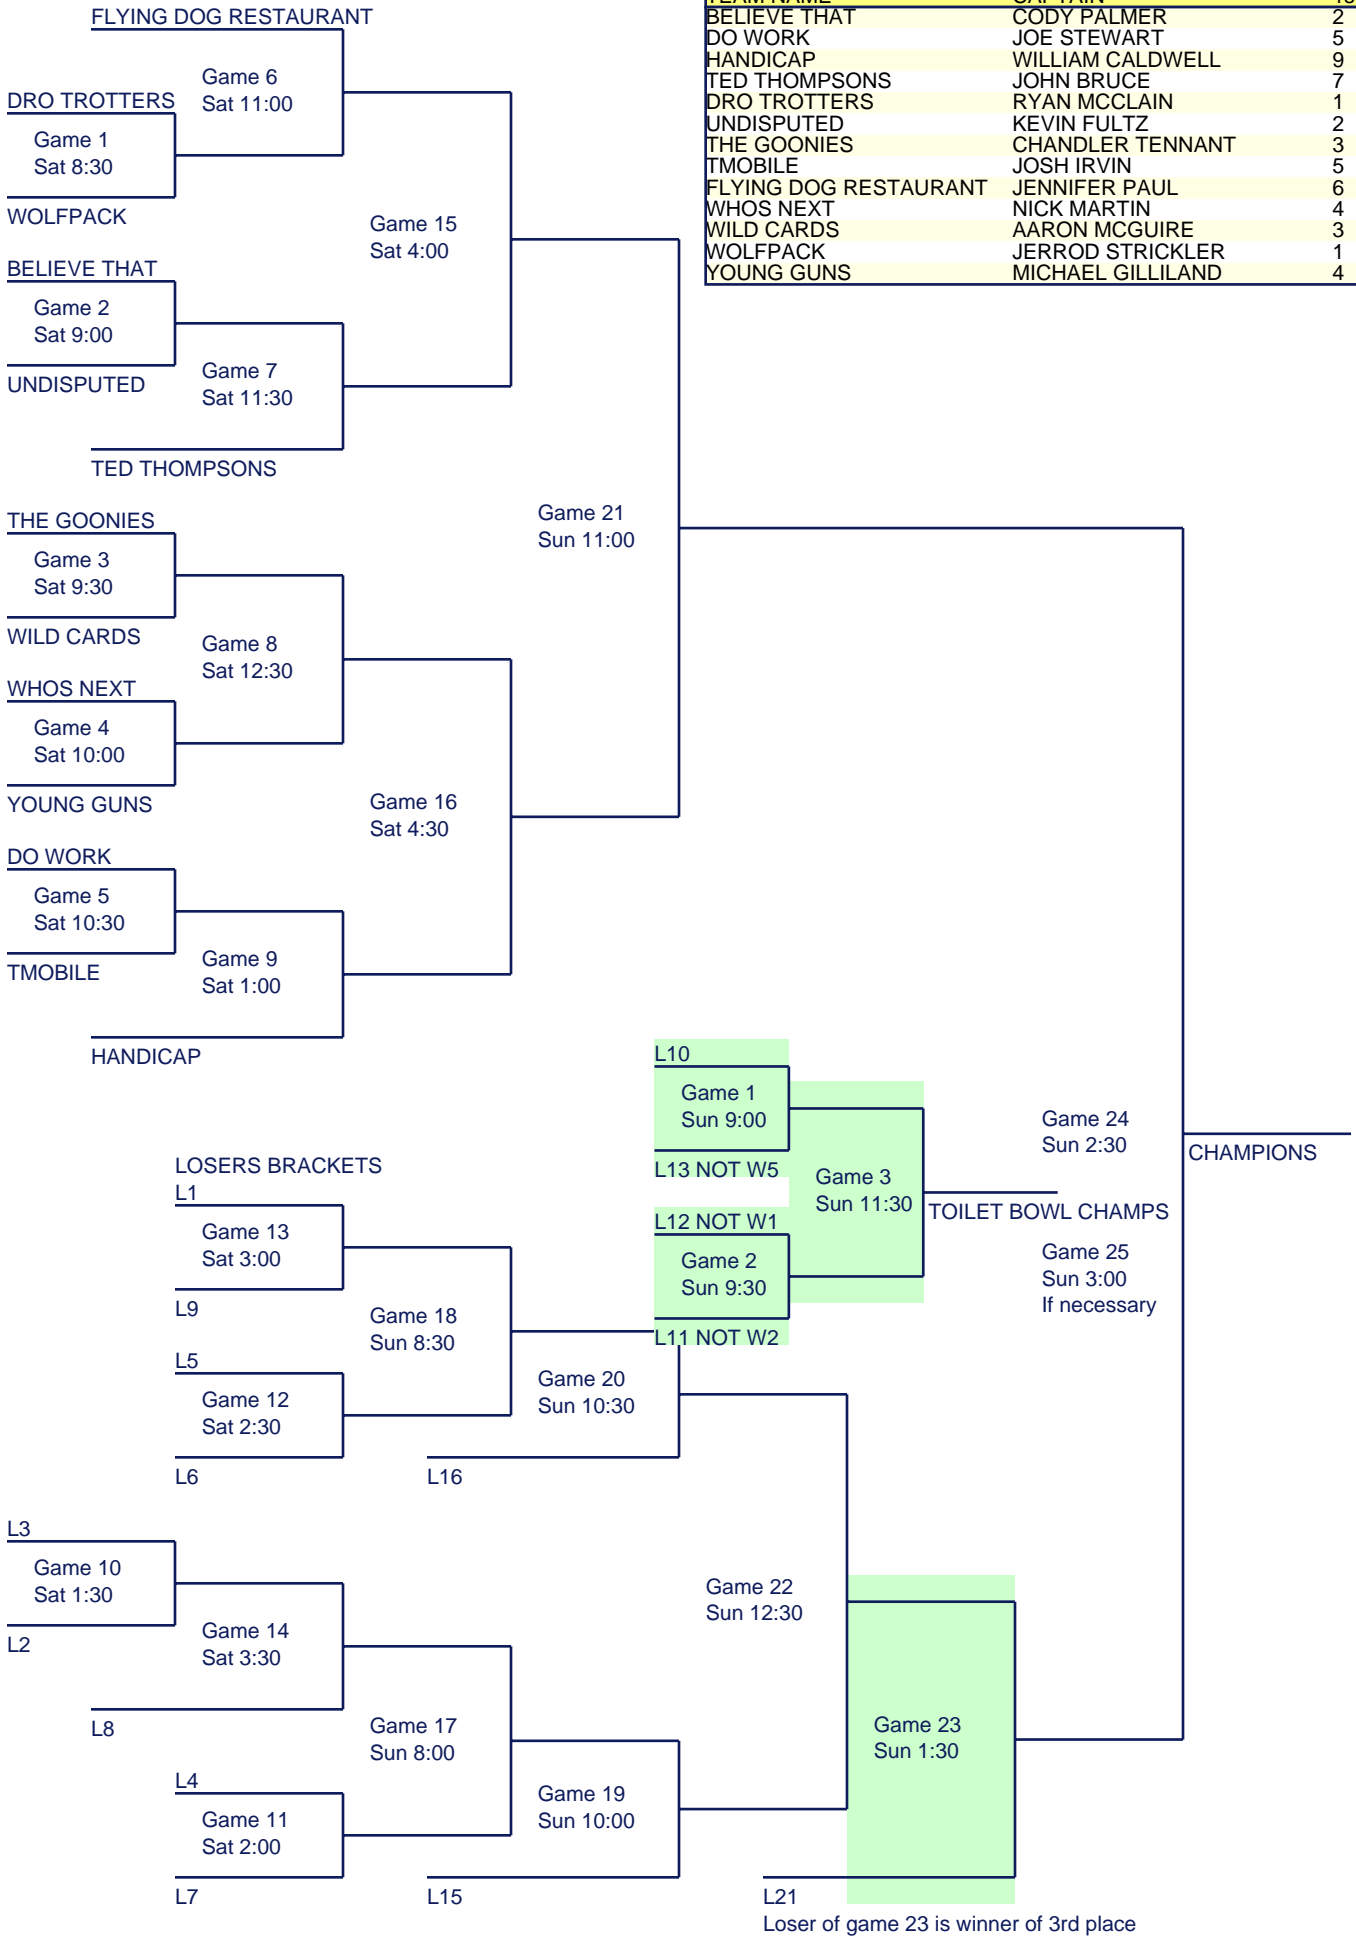 FLYING DOG RESTAURANT
Game 6
Sat 11:00
DRO TROTTERS
Game 1
Sat 8:30
WOLFPACK
Game 15
Sat 4:00
BELIEVE THAT
Game 2
Sat 9:00
UNDISPUTED
Game 7
Sat 11:30
TED THOMPSONS
THE GOONIES
Game 3
Sat 9:30
WILD CARDS
Game 8
Sat 12:30
WHOS NEXT
Game 4
Sat 10:00
YOUNG GUNS
Game 16
Sat 4:30
DO WORK
Game 5
Sat 10:30
TMOBILE
Game 9
Sat 1:00
HANDICAP
Game 21
Sun 11:00
TEAM NAME CAPTAIN
BELIEVE THAT CODY PALMER 2
DO WORK JOE STEWART 5
HANDICAP WILLIAM CALDWELL 9
TED THOMPSONS JOHN BRUCE 7
DRO TROTTERS RYAN MCCLAIN 1
UNDISPUTED KEVIN FULTZ 2
THE GOONIES CHANDLER TENNANT 3
TMOBILE JOSH IRVIN 5
FLYING DOG RESTAURANT JENNIFER PAUL 6
WHOS NEXT NICK MARTIN 4
WILD CARDS AARON MCGUIRE 3
WOLFPACK JERROD STRICKLER 1
YOUNG GUNS MICHAEL GILLILAND 4
L10
Game 1
Sun 9:00
L13 NOT W5
Game 3
Sun 11:30
L12 NOT W1
Game 2
Sun 9:30
L11 NOT W2
TOILET BOWL CHAMPS
Game 24
Sun 2:30
CHAMPIONS
Game 25
Sun 3:00
If necessary
LOSERS BRACKETS
L1
Game 13
Sat 3:00
L9
Game 18
Sun 8:30
L5
Game 12
Sat 2:30
L6
Game 20
Sun 10:30
L16
L3
Game 10
Sat 1:30
L2
Game 14
Sat 3:30
L8
Game 17
Sun 8:00
L4
Game 11
Sat 2:00
L7
Game 19
Sun 10:00
L15
Game 22
Sun 12:30
Game 23
Sun 1:30
L21
Loser of game 23 is winner of 3rd place